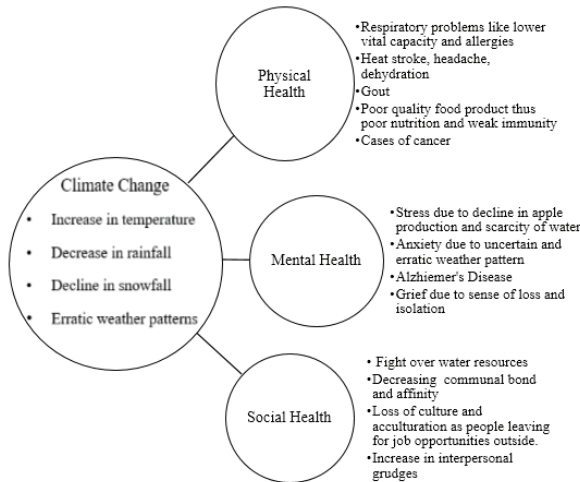 Climate Change
• Increase in temperature
• Decrease in rainfall
• Decline in snowfall
• Erratic weather patterns
Physical
Health
•Respiratory problems like lower
vital capacity and allergies
•Heat stroke, headache,
dehydration
•Gout
•Poor quality food product thus
poor nutrition and weak immunity
•Cases of cancer
Mental Health
•Stress due to decline in apple
production and scarcity of water
•Anxiety due to uncertain and
erratic weather pattern
•Alzhiemer's Disease
•Grief due to sense of loss and
isolation
Social Health
• Fight over water resources
•Decreasing communal bond
and affinity
•Loss of culture and
acculturation as people leaving
for job opportunities outside.
•Increase in interpersonal
grudges